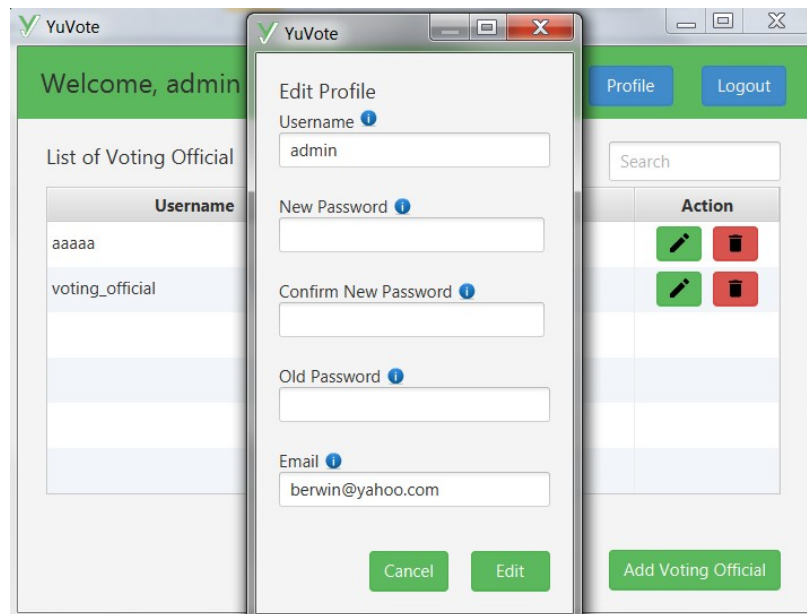 YuVote
Welcome, admin
Profile
Logout
List of Voting Official
Search
Username
Action
aaaaa
voting_official
Add Voting Official
YuVote
Edit Profile
Username
admin
New Password
Confirm New Password
Old Password
Email
berwin@yahoo.com
Cancel
Edit